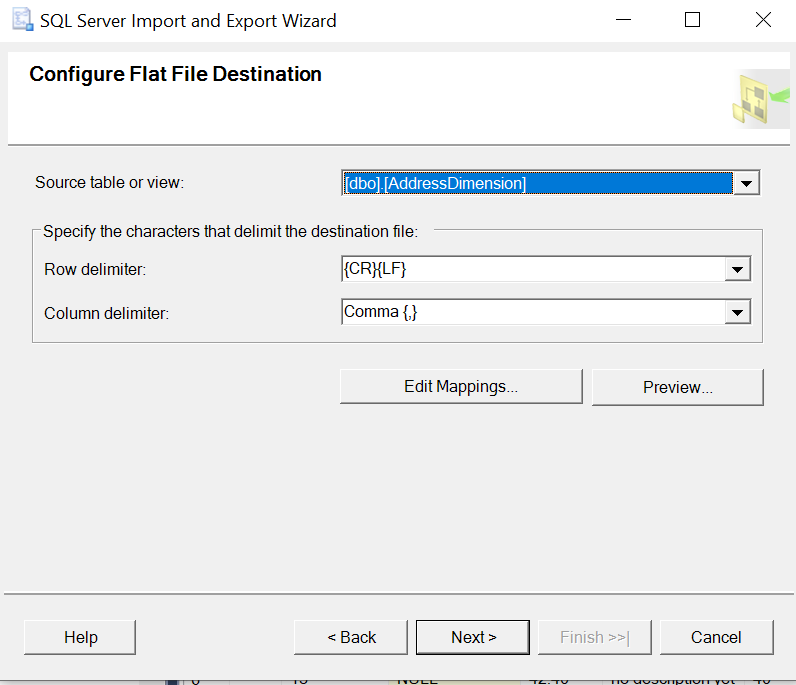 SQL Server Import and Export Wizard
Configure Flat File Destination
Source table or view: [dbo].[AddressDimension]
Specify the characters that delimit the destination file:
Row delimiter: {CR}{LF}
Column delimiter: Comma {,}
Edit Mappings... Preview...
Help < Back Next > Finish >>| Cancel